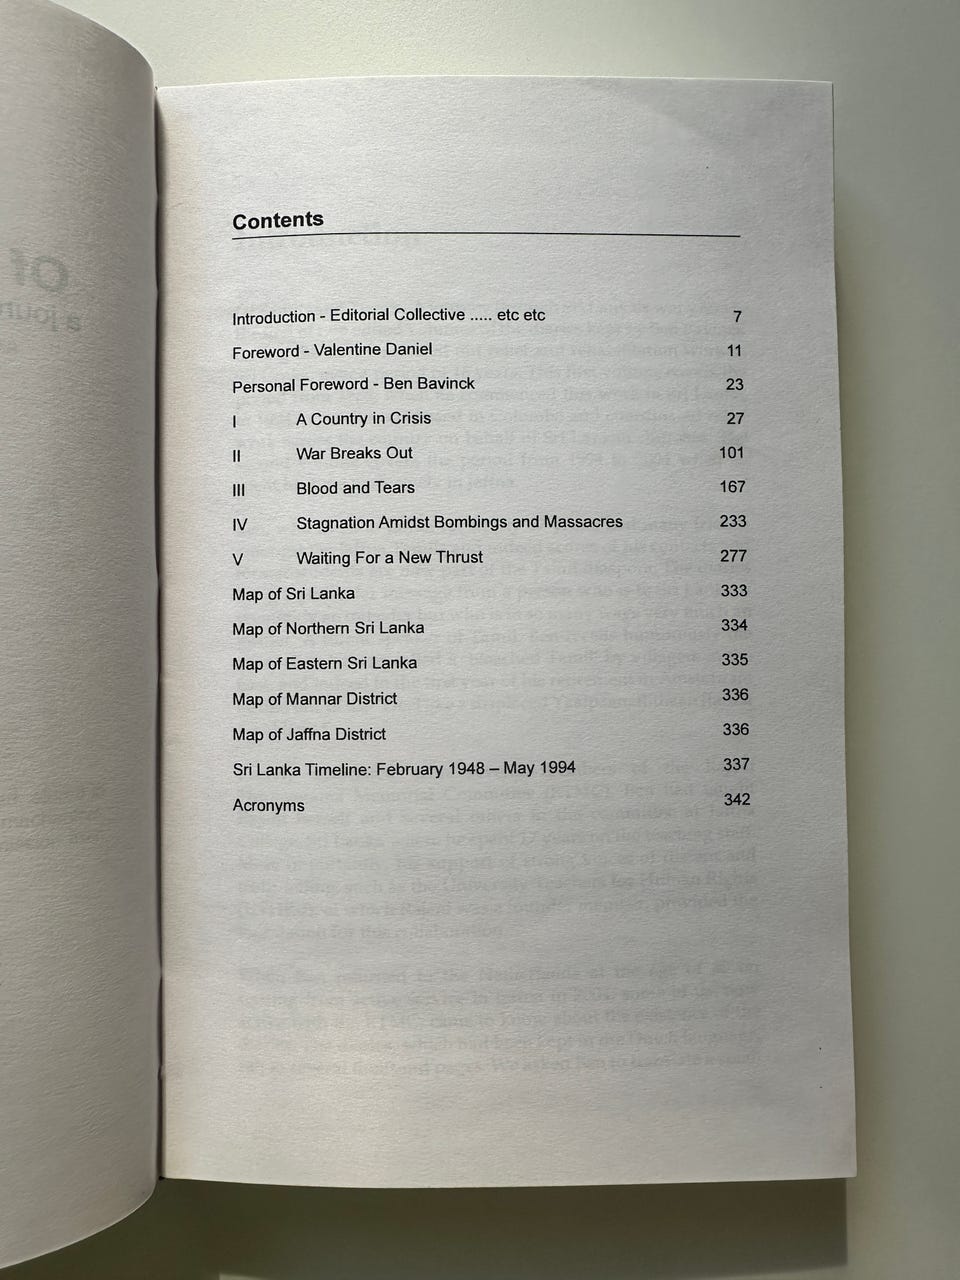 Contents
Introduction - Editorial Collective ..... etc etc 7
Foreword - Valentine Daniel 11
Personal Foreword - Ben Bavinck 23
I A Country in Crisis 27
II War Breaks Out 101
III Blood and Tears 167
IV Stagnation Amidst Bombings and Massacres 233
V Waiting For a New Thrust 277
Map of Sri Lanka 333
Map of Northern Sri Lanka 334
Map of Eastern Sri Lanka 335
Map of Mannar District 336
Map of Jaffna District 336
Sri Lanka Timeline: February 1948 – May 1994 337
Acronyms 342